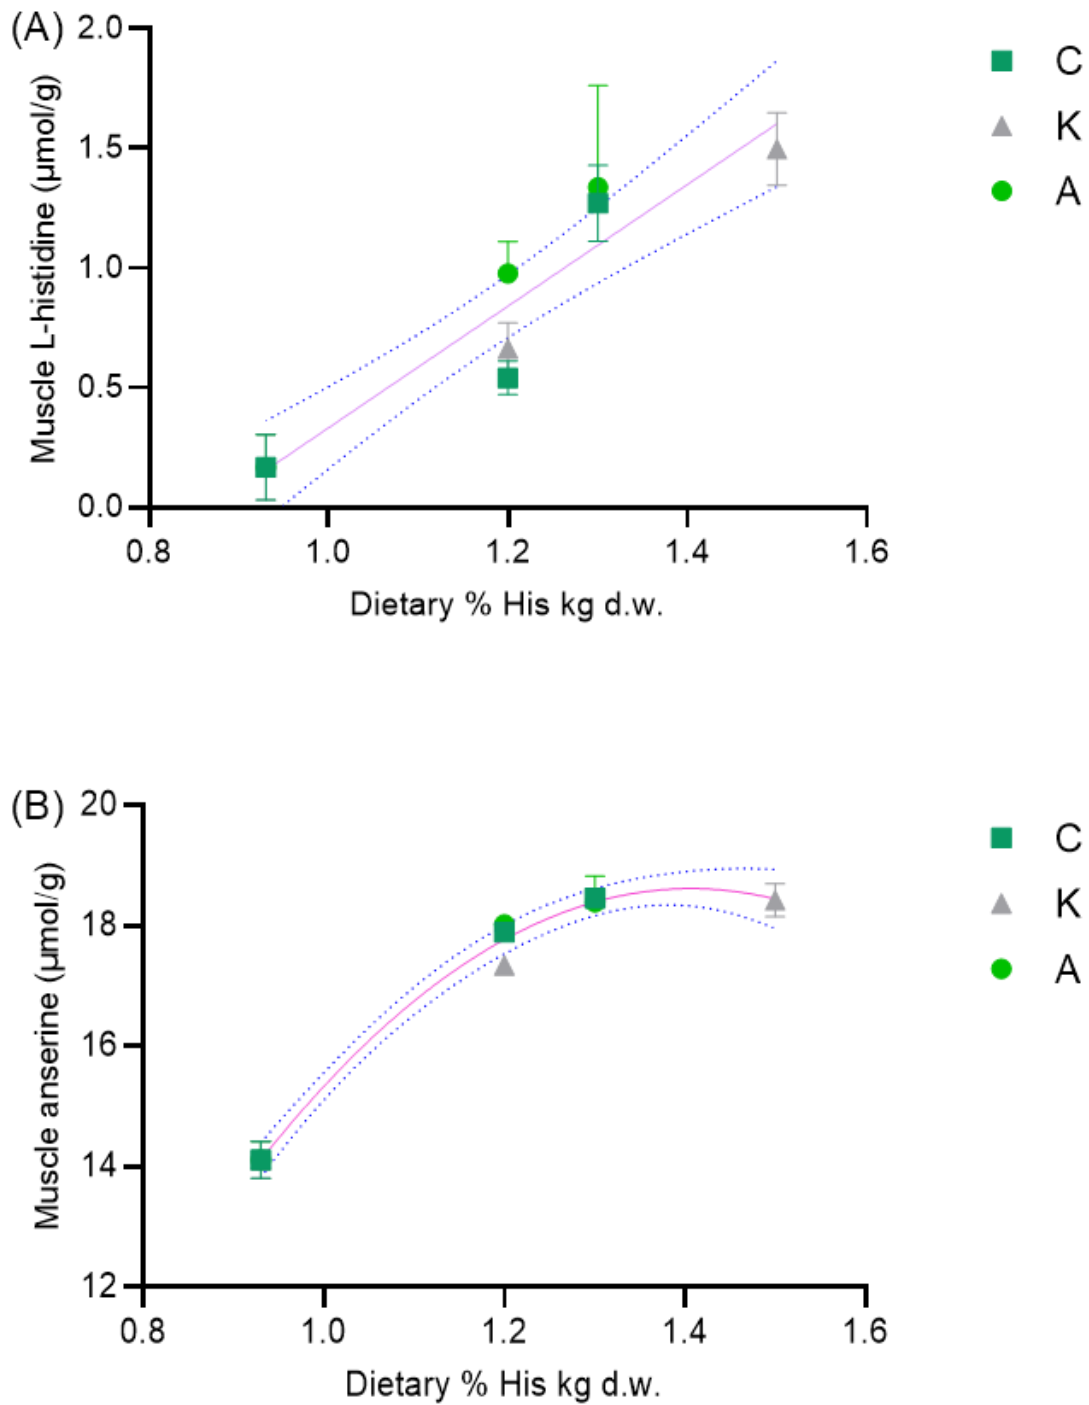 (A)
Muscle L-histidine (μmol/g)
2.0
1.5
1.0
0.5
0.0
0.8 1.0 1.2 1.4 1.6
Dietary % His kg d.w.
C
K
A
(B)
Muscle anserine (μmol/g)
20
18
16
14
12
0.8 1.0 1.2 1.4 1.6
Dietary % His kg d.w.
C
K
A